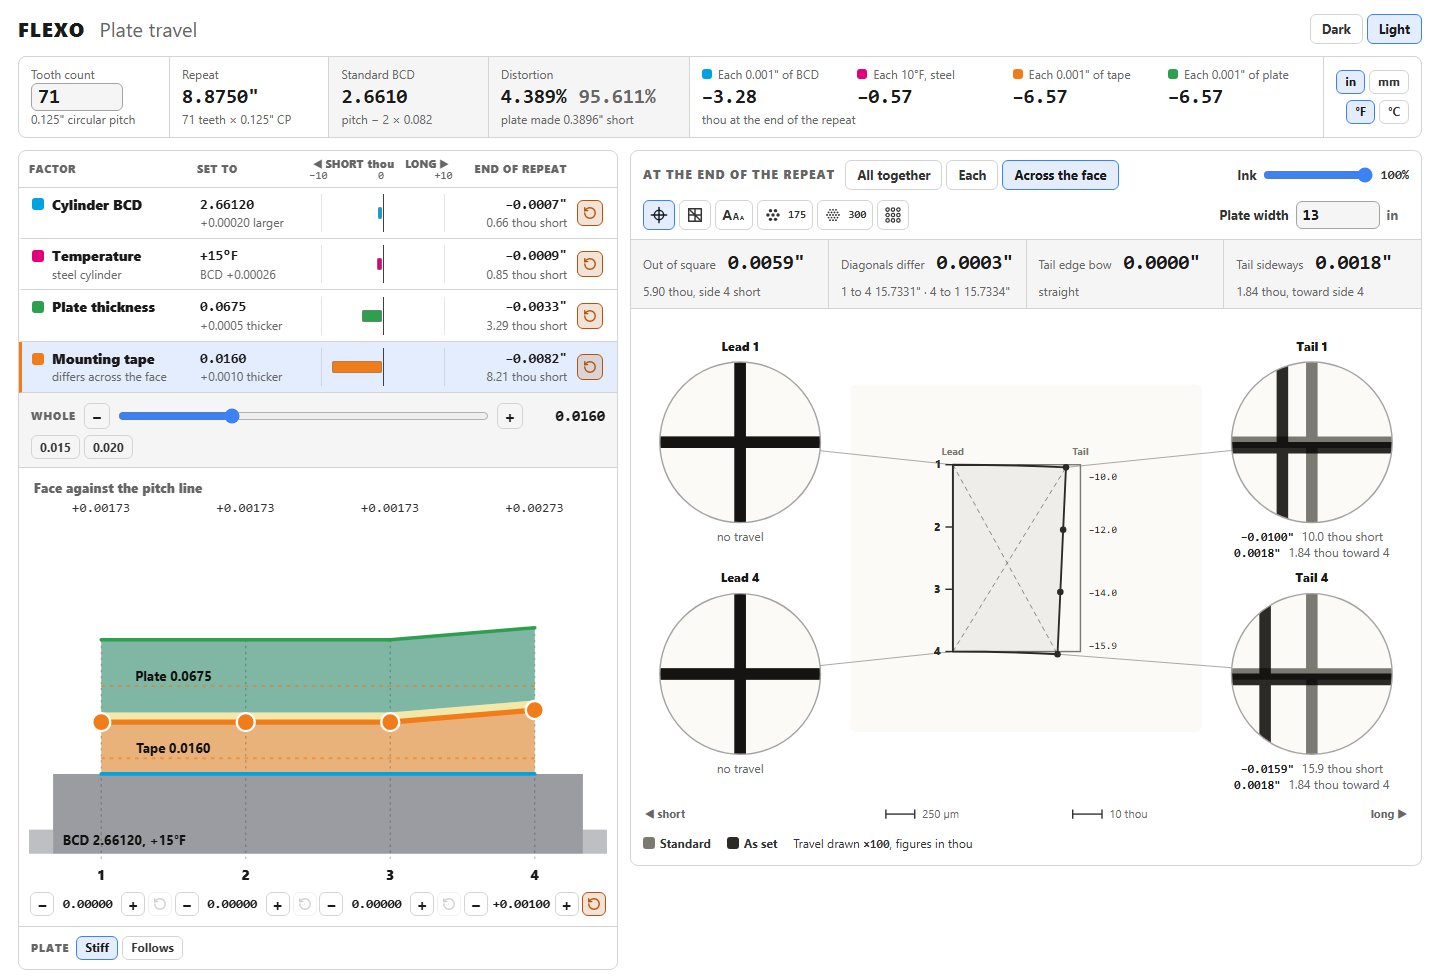 FLEXO Plate travel
Dark Light
Tooth count
71
0.125" circular pitch
Repeat
8.8750"
71 teeth × 0.125" CP
Standard BCD
2.6610
pitch − 2 × 0.082
Distortion
4.389% 95.611%
plate made 0.3896" short
Each 0.001" of BCD
−3.28
Each 10°F, steel
−0.57
Each 0.001" of tape
−6.57
Each 0.001" of plate
−6.57
thou at the end of the repeat
in mm
°F °C
FACTOR SET TO ◀ SHORT thou LONG ▶ END OF REPEAT
−10 0 +10
Cylinder BCD 2.66120 −0.0007"
+0.00020 larger 0.66 thou short
Temperature +15°F −0.0009"
steel cylinder BCD +0.00026 0.85 thou short
Plate thickness 0.0675 −0.0033"
+0.0005 thicker 3.29 thou short
Mounting tape 0.0160 −0.0082"
differs across the face +0.0010 thicker 8.21 thou short
WHOLE − + 0.0160
0.015 0.020
Face against the pitch line
+0.00173 +0.00173 +0.00173 +0.00273
Plate 0.0675
Tape 0.0160
BCD 2.66120, +15°F
1 2 3 4
− 0.00000 + − 0.00000 + − 0.00000 + − +0.00100 +
PLATE Stiff Follows
AT THE END OF THE REPEAT All together Each Across the face
Ink 100%
AAAA 175 300
Plate width 13 in
Out of square 0.0059"
5.90 thou, side 4 short
Diagonals differ 0.0003"
1 to 4 15.7331" · 4 to 1 15.7334"
Tail edge bow 0.0000"
straight
Tail sideways 0.0018"
1.84 thou, toward side 4
Lead 1
no travel
Lead 4
no travel
Lead Tail
1 −10.0
2 −12.0
3 −14.0
4 −15.9
Tail 1
−0.0100" 10.0 thou short
0.0018" 1.84 thou toward 4
Tail 4
−0.0159" 15.9 thou short
0.0018" 1.84 thou toward 4
◀ short 250 µm 10 thou long ▶
Standard As set Travel drawn ×100, figures in thou